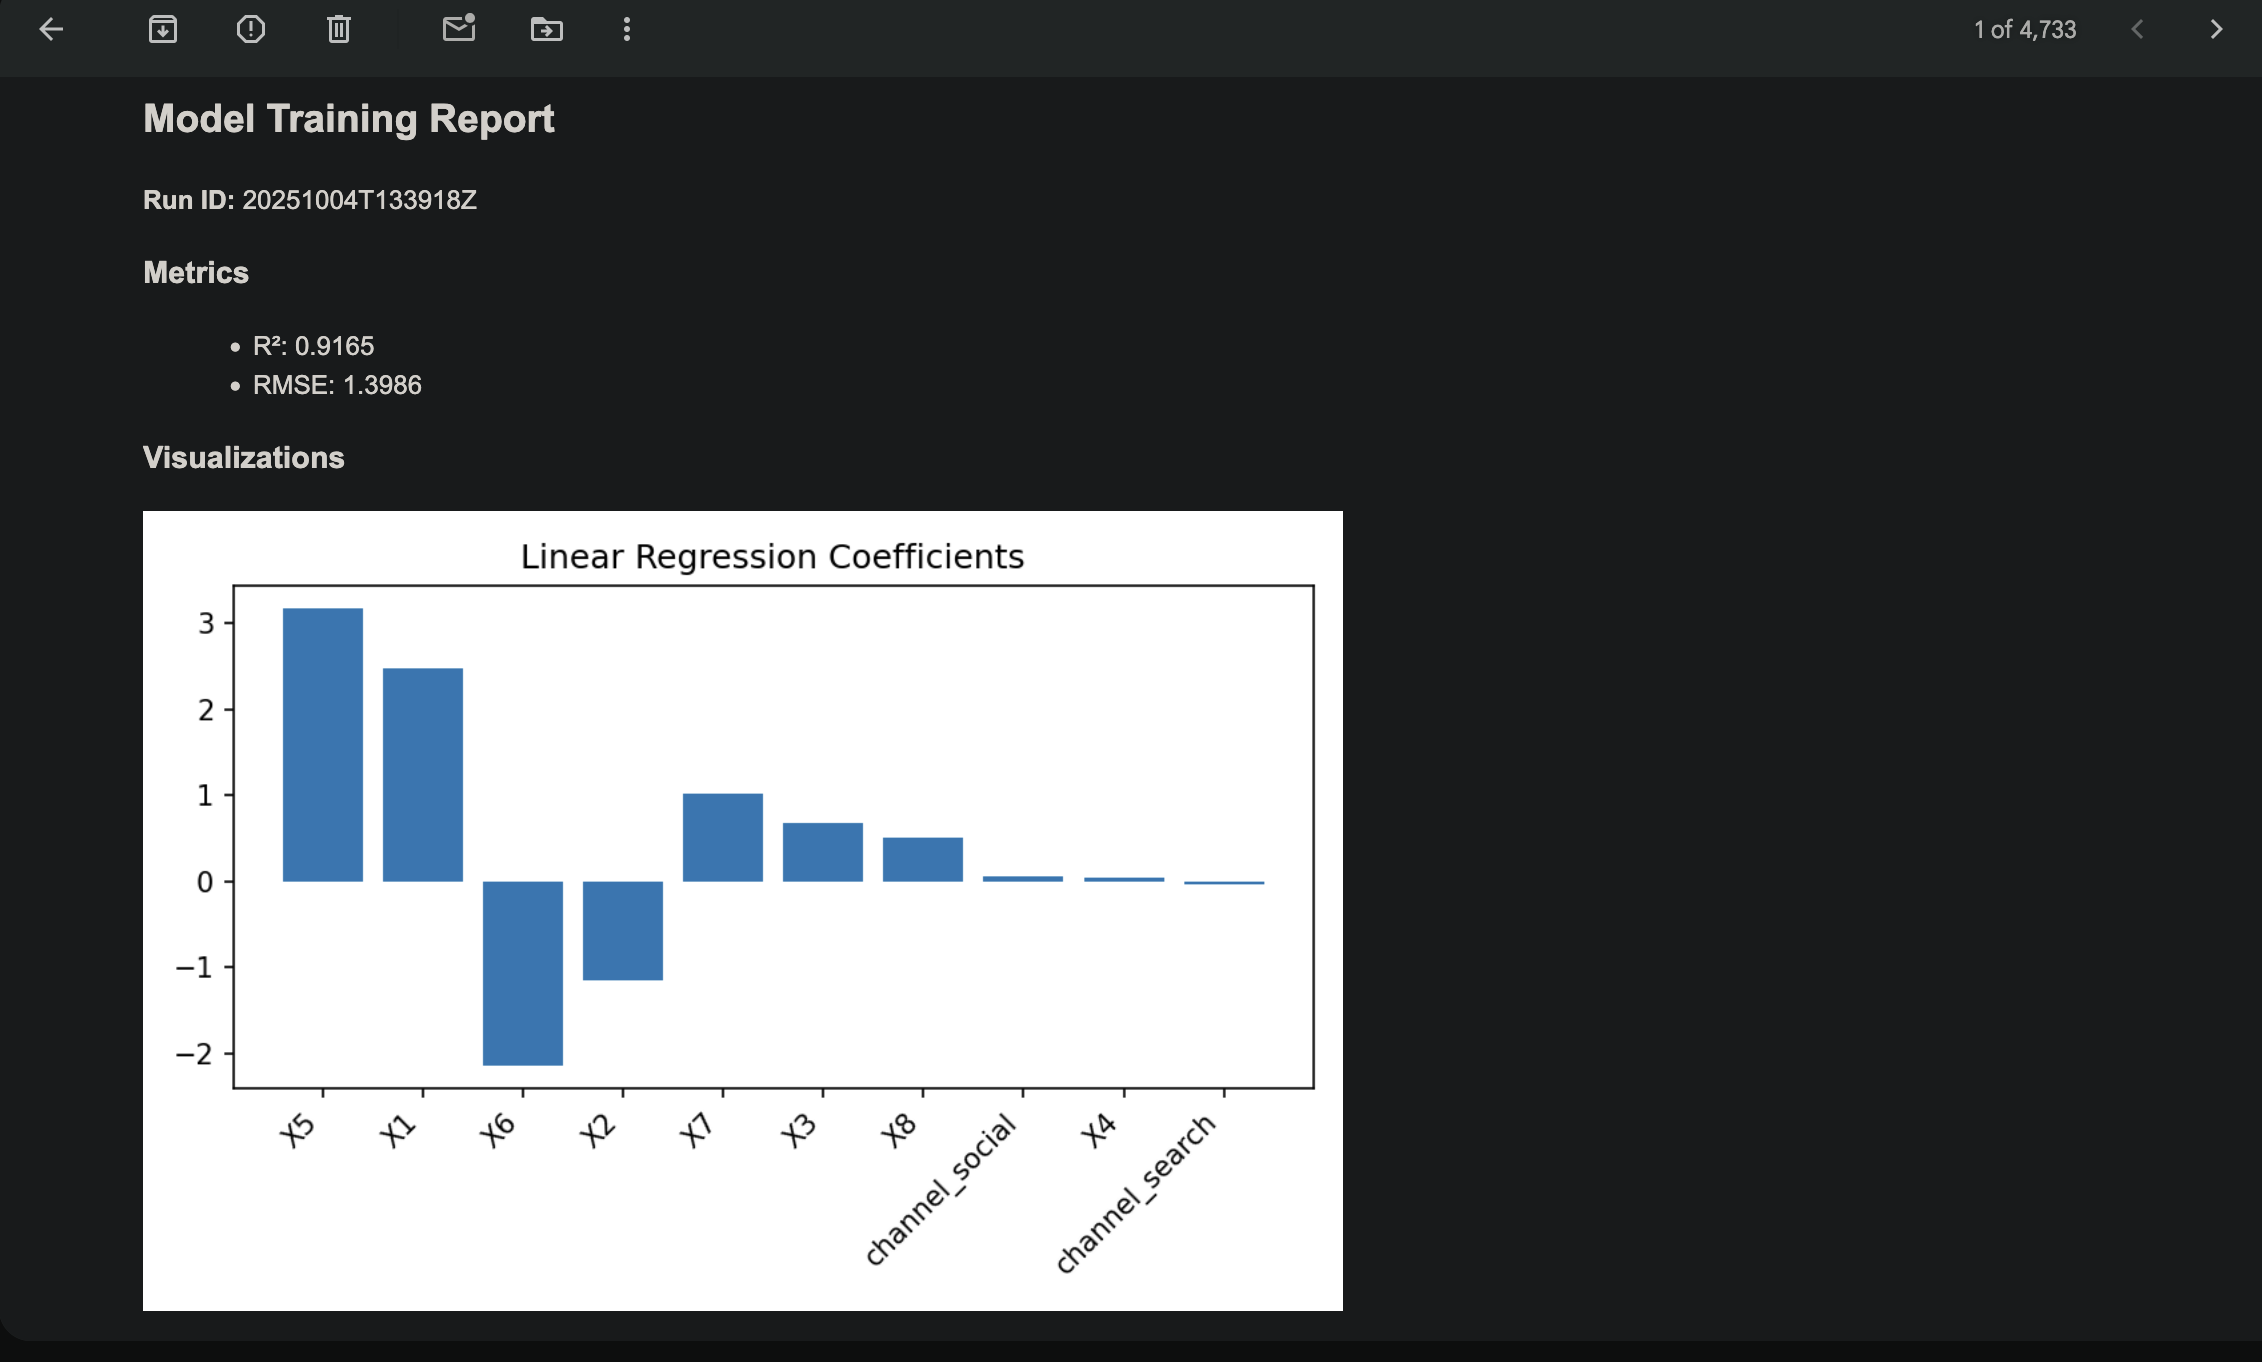 1 of 4,733
Model Training Report
Run ID: 20251004T133918Z
Metrics
• R²: 0.9165
• RMSE: 1.3986
Visualizations
Linear Regression Coefficients
3
2
1
0
−1
−2
X5
X1
X6
X2
X7
X3
X8
channel_social
X4
channel_search